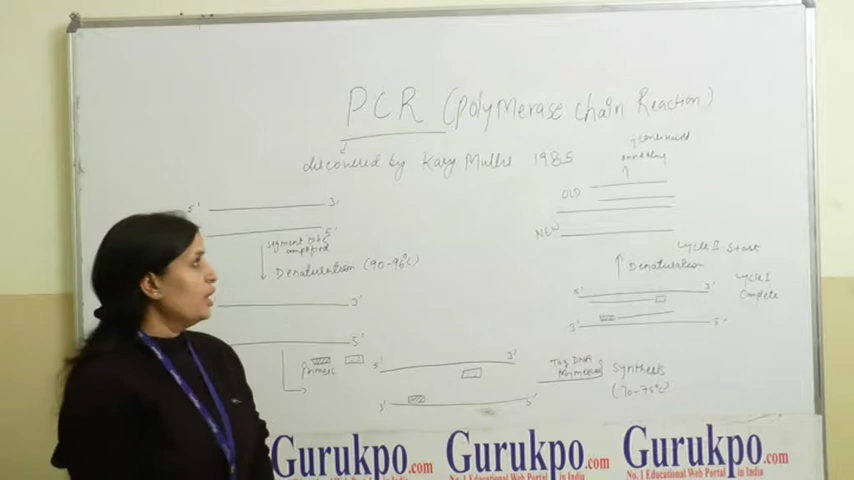 PCR (polymerase chain Reaction)
discovered by Kary Mullis 1985
continued
annealing
OLD
NEW
5' 3'
5'
segment to be
amplified
Denaturation (90-96°C)
3'
5'
Primers
5' 3'
3' 5'
Taq DNA
Polymerase
Synthesis
(70-75°C)
5' 3'
3' 5'
Denaturation
Cycle II Start
Cycle I
Complete
Gurukpo.com
Gurukpo.com
No. 1 Educational Web Portal in India
Gurukpo.com
No. 1 Educational Web Portal in India